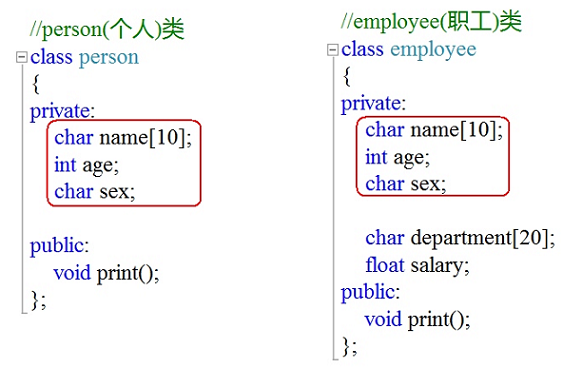 //person(个人)类
class person
{
private:
char name[10];
int age;
char sex;
public:
void print();
};
//employee(职工)类
class employee
{
private:
char name[10];
int age;
char sex;
char department[20];
float salary;
public:
void print();
};